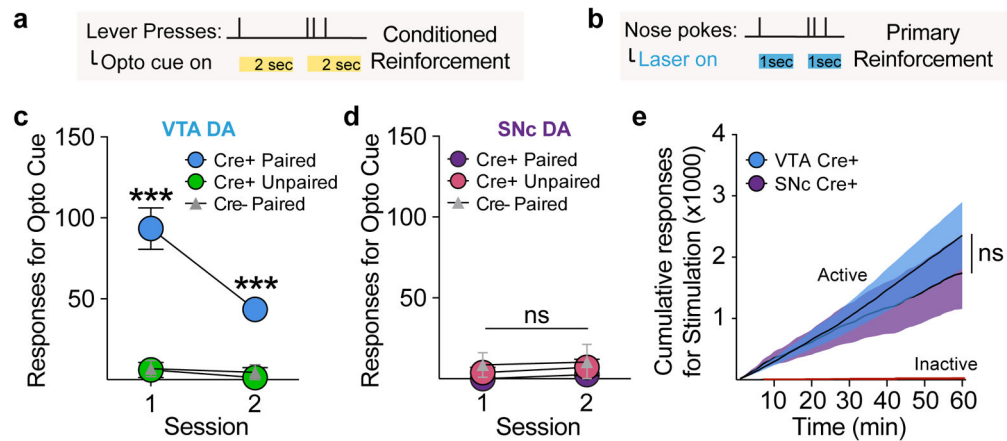 a
Lever Presses:
Opto cue on
2 sec
2 sec
Conditioned
Reinforcement
b
Nose pokes:
Laser on
1sec
1sec
Primary
Reinforcement
c
VTA DA
Responses for Opto Cue
150
100
50
Cre+ Paired
Cre+ Unpaired
Cre- Paired
***
***
1
2
Session
d
SNc DA
Responses for Opto Cue
150
100
50
Cre+ Paired
Cre+ Unpaired
Cre- Paired
ns
1
2
Session
e
Cumulative responses
for Stimulation (x1000)
4
3
2
1
0
VTA Cre+
SNc Cre+
Active
ns
Inactive
10 20 30 40 50 60
Time (min)